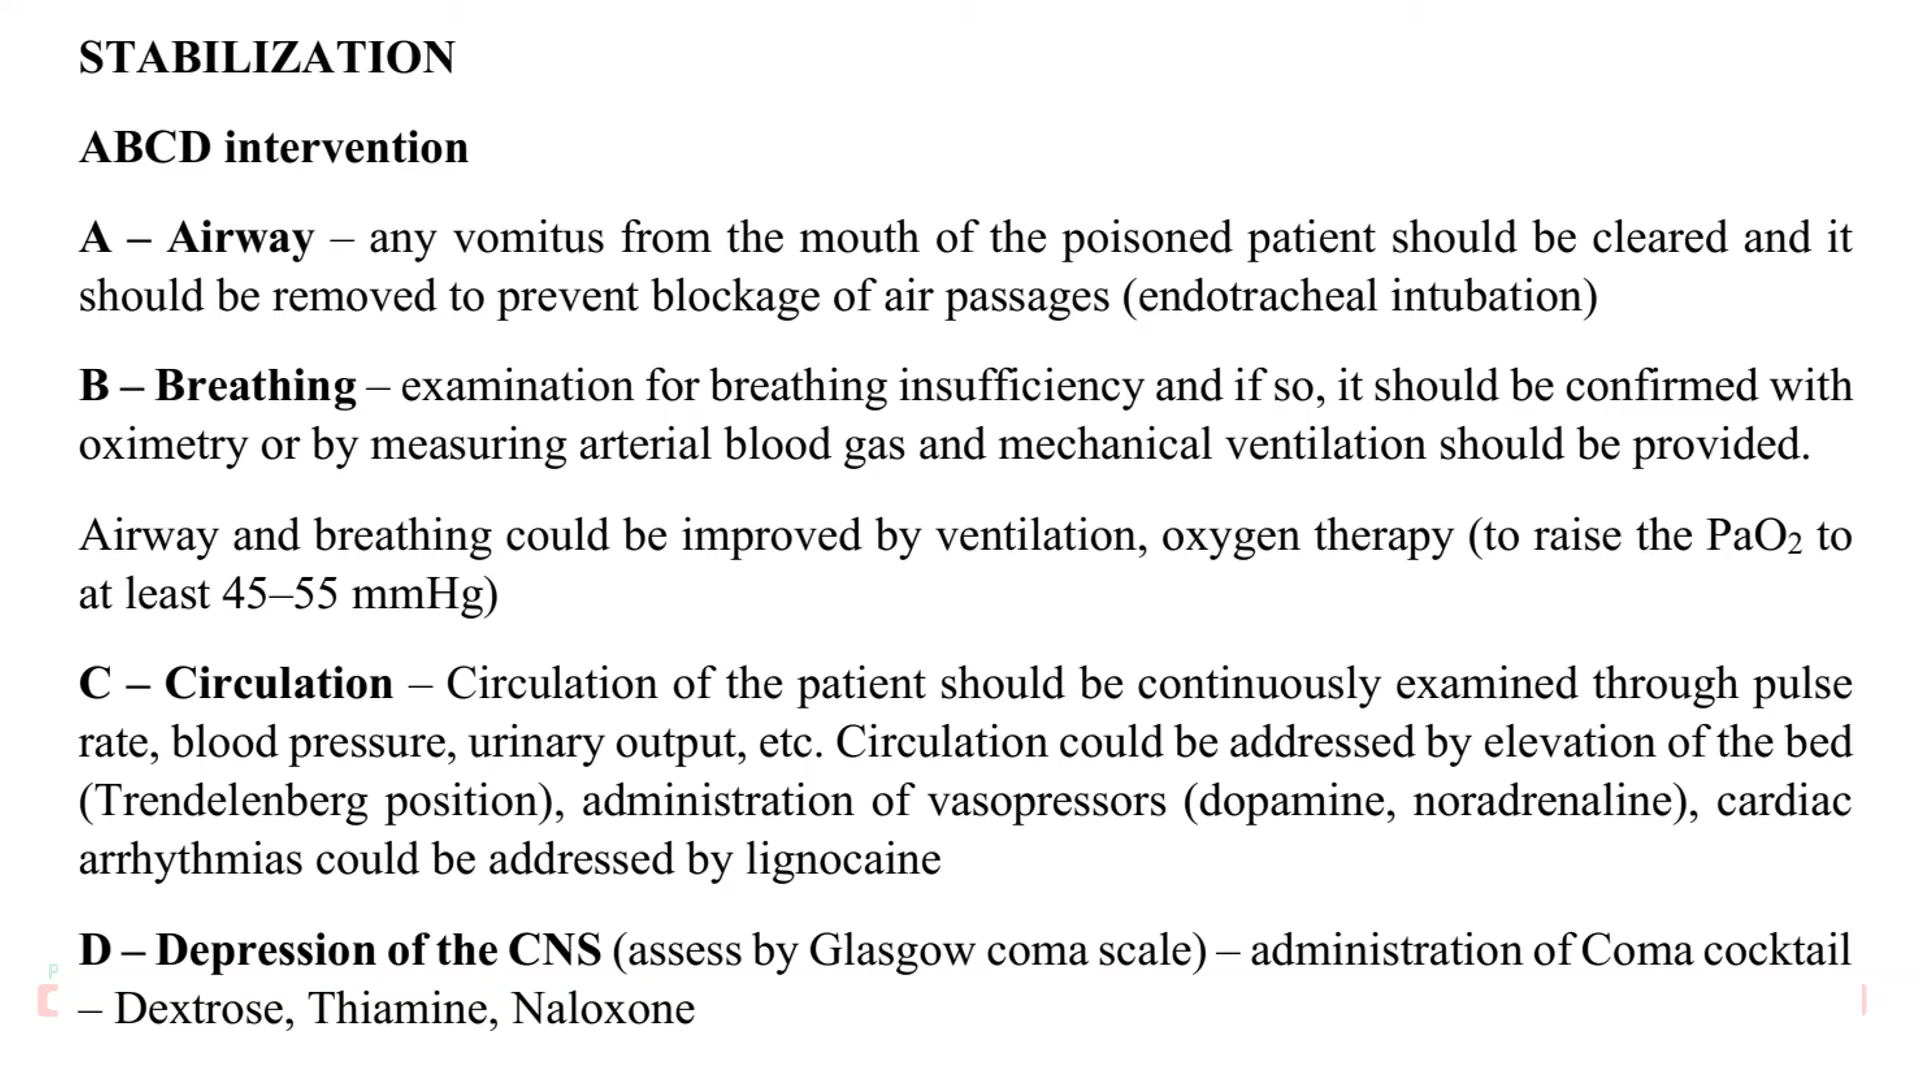 STABILIZATION
ABCD intervention
A – Airway – any vomitus from the mouth of the poisoned patient should be cleared and it
should be removed to prevent blockage of air passages (endotracheal intubation)
B – Breathing – examination for breathing insufficiency and if so, it should be confirmed with
oximetry or by measuring arterial blood gas and mechanical ventilation should be provided.
Airway and breathing could be improved by ventilation, oxygen therapy (to raise the PaO₂ to
at least 45–55 mmHg)
C – Circulation – Circulation of the patient should be continuously examined through pulse
rate, blood pressure, urinary output, etc. Circulation could be addressed by elevation of the bed
(Trendelenberg position), administration of vasopressors (dopamine, noradrenaline), cardiac
arrhythmias could be addressed by lignocaine
D – Depression of the CNS (assess by Glasgow coma scale) – administration of Coma cocktail
– Dextrose, Thiamine, Naloxone